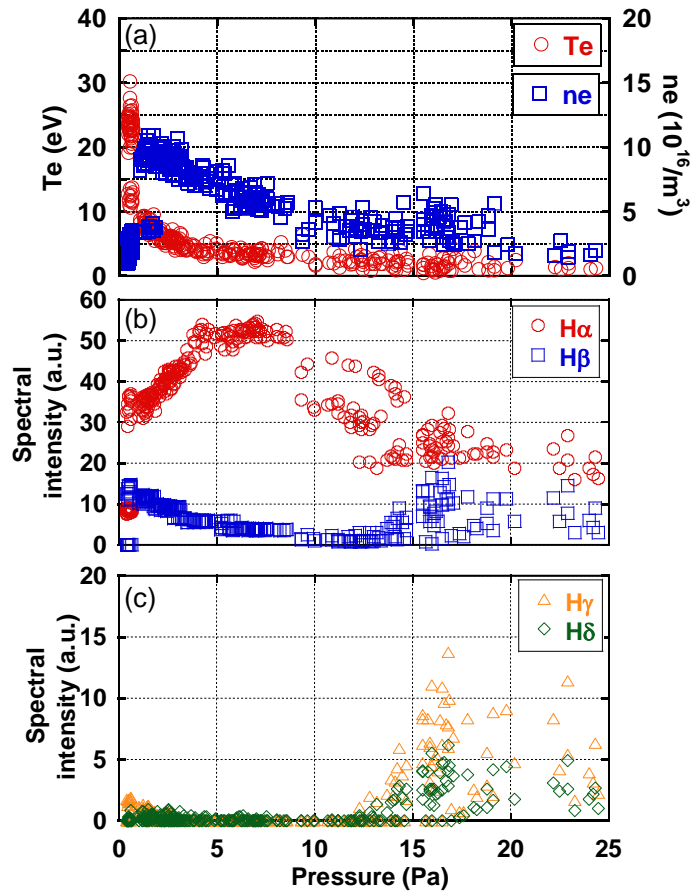 (a)
Te
ne
Te (eV)
40
30
20
10
0
ne (10^16/m^3)
20
15
10
5
0
(b)
Hα
Hβ
Spectral
intensity (a.u.)
60
50
40
30
20
10
0
(c)
Hγ
Hδ
Spectral
intensity (a.u.)
20
15
10
5
0
0 5 10 15 20 25
Pressure (Pa)